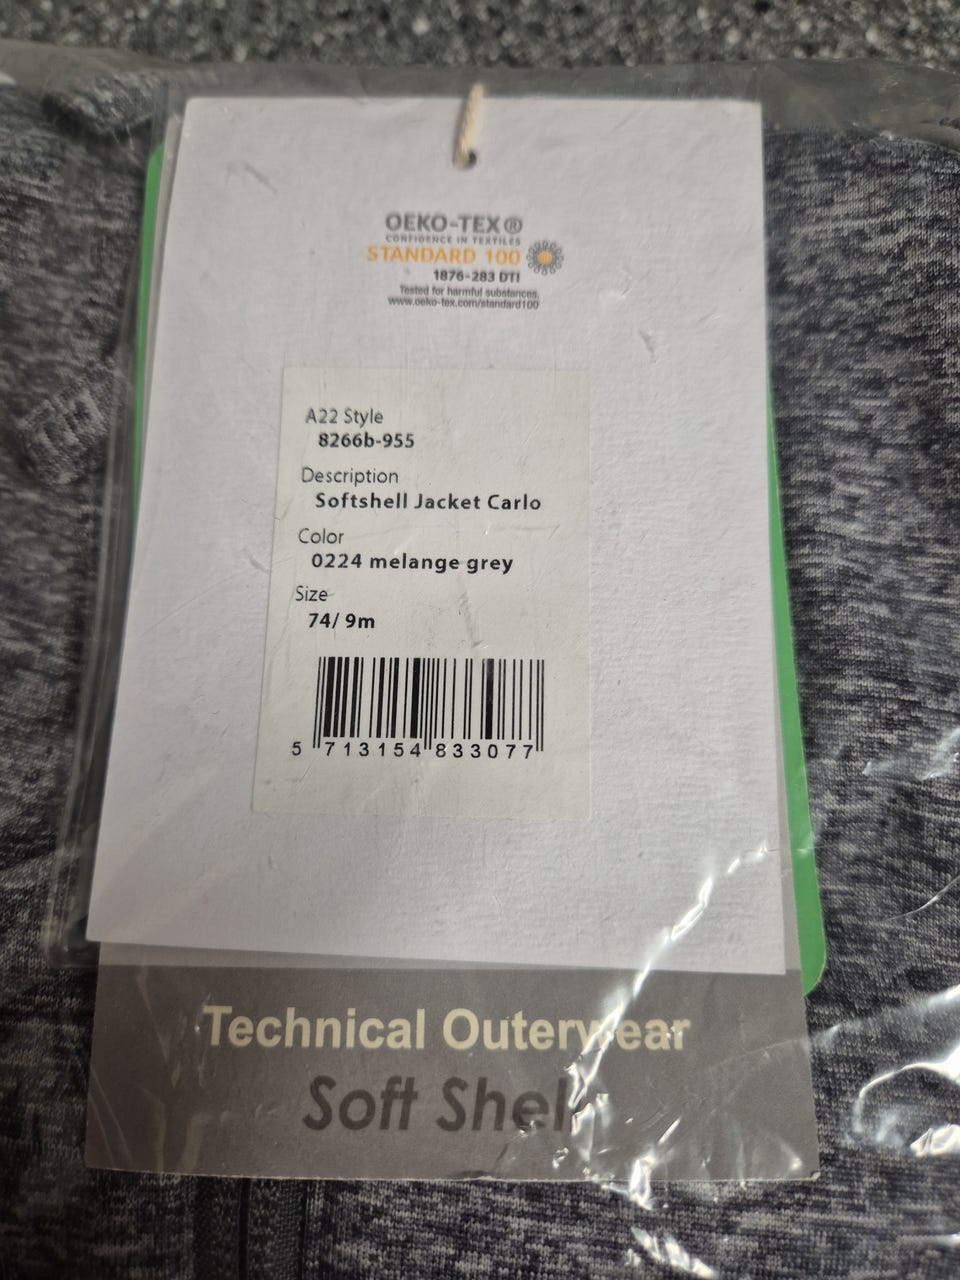 OEKO-TEX®
CONFIDENCE IN TEXTILES
STANDARD 100
1876-283 DTI
Tested for harmful substances.
www.oeko-tex.com/standard100
A22 Style
8266b-955
Description
Softshell Jacket Carlo
Color
0224 melange grey
Size
74/ 9m
5 713154 833077
Technical Outerwear
Soft Shell